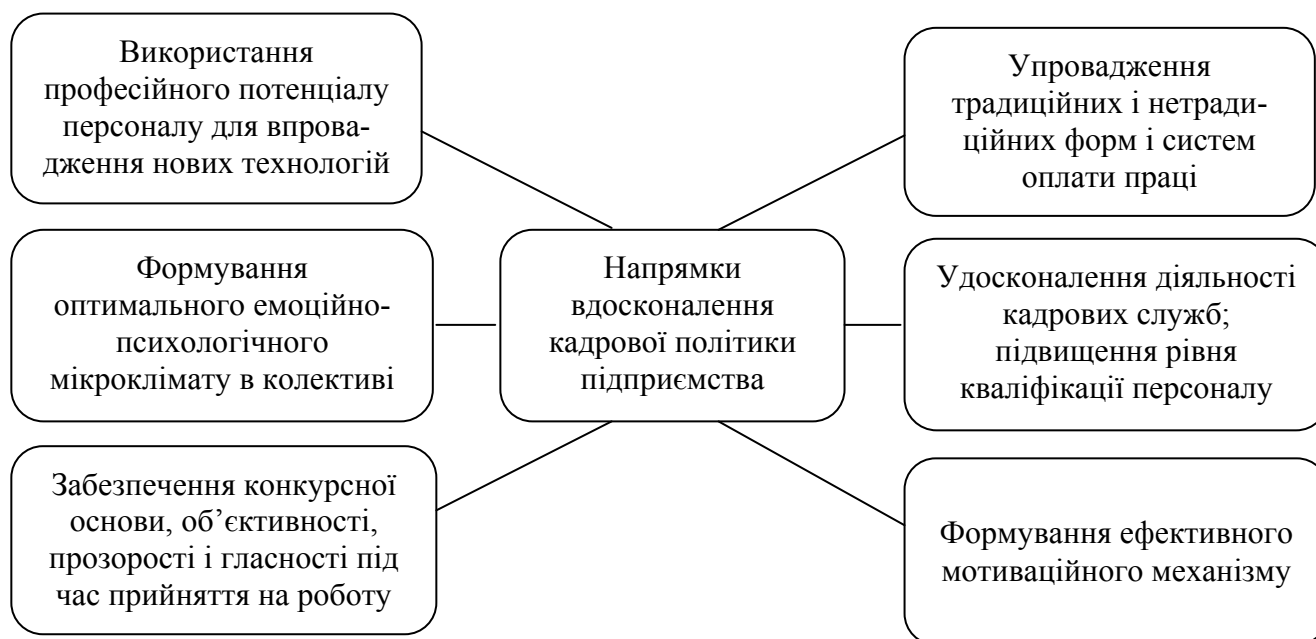 Використання
професійного потенціалу
персоналу для впрова-
дження нових технологій
Упровадження
традиційних і нетради-
ційних форм і систем
оплати праці
Формування
оптимального емоційно-
психологічного
мікроклімату в колективі
Напрямки
вдосконалення
кадрової політики
підприємства
Удосконалення діяльності
кадрових служб;
підвищення рівня
кваліфікації персоналу
Забезпечення конкурсної
основи, об’єктивності,
прозорості і гласності під
час прийняття на роботу
Формування ефективного
мотиваційного механізму